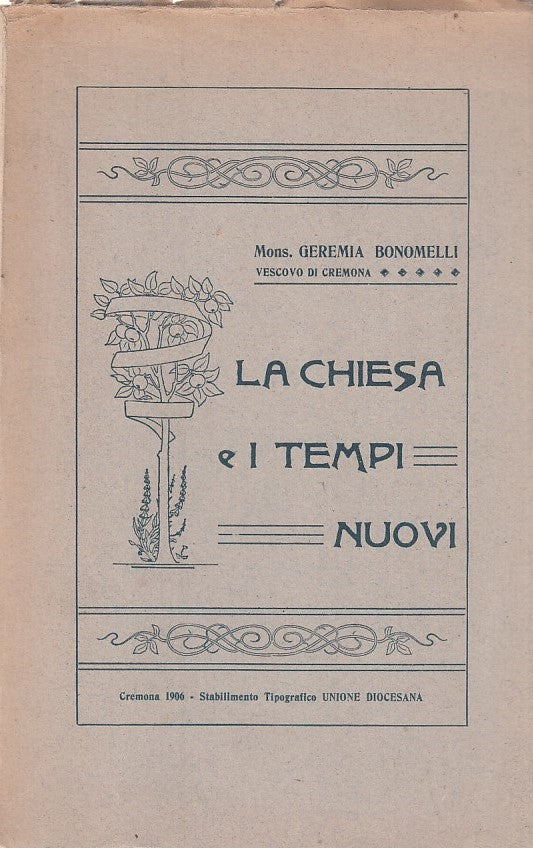 Mons. GEREMIA BONOMELLI
VESCOVO DI CREMONA
LA CHIESA
e I TEMPI
NUOVI
Cremona 1906 - Stabilimento Tipografico UNIONE DIOCESANA